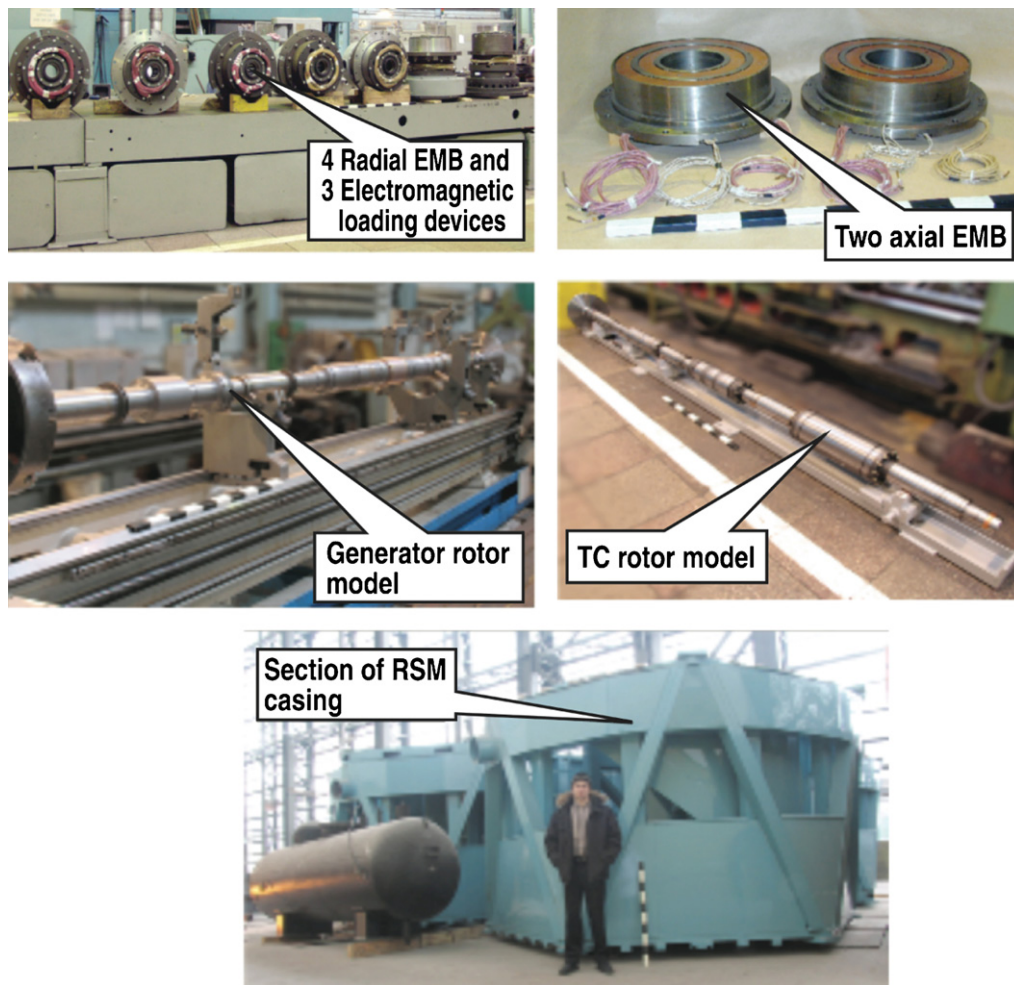 4 Radial EMB and
3 Electromagnetic
loading devices
Two axial EMB
Generator rotor
model
TC rotor model
Section of RSM
casing